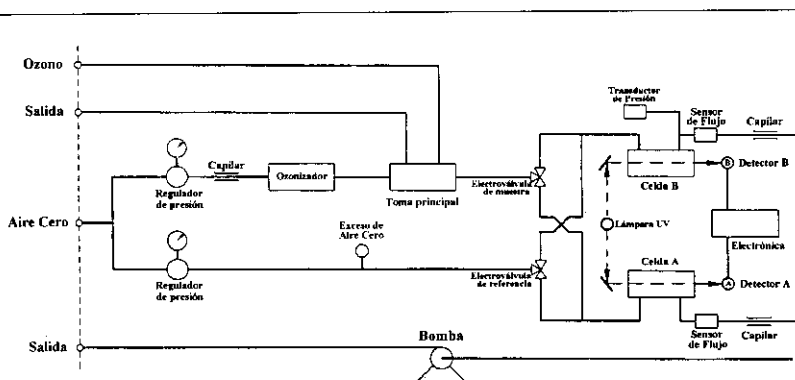 Ozono
Salida
Transductor
de Presión
Sensor
de Flujo
Capilar
Capilar
Regulador
de presión
Ozonizador
Toma principal
Electroválvula
de muestra
Celda B
B
Detector B
Aire Cero
Exceso de
Aire Cero
Lámpara UV
Electrónica
Regulador
de presión
Electroválvula
de referencia
Celda A
A
Detector A
Sensor
de Flujo
Capilar
Salida
Bomba